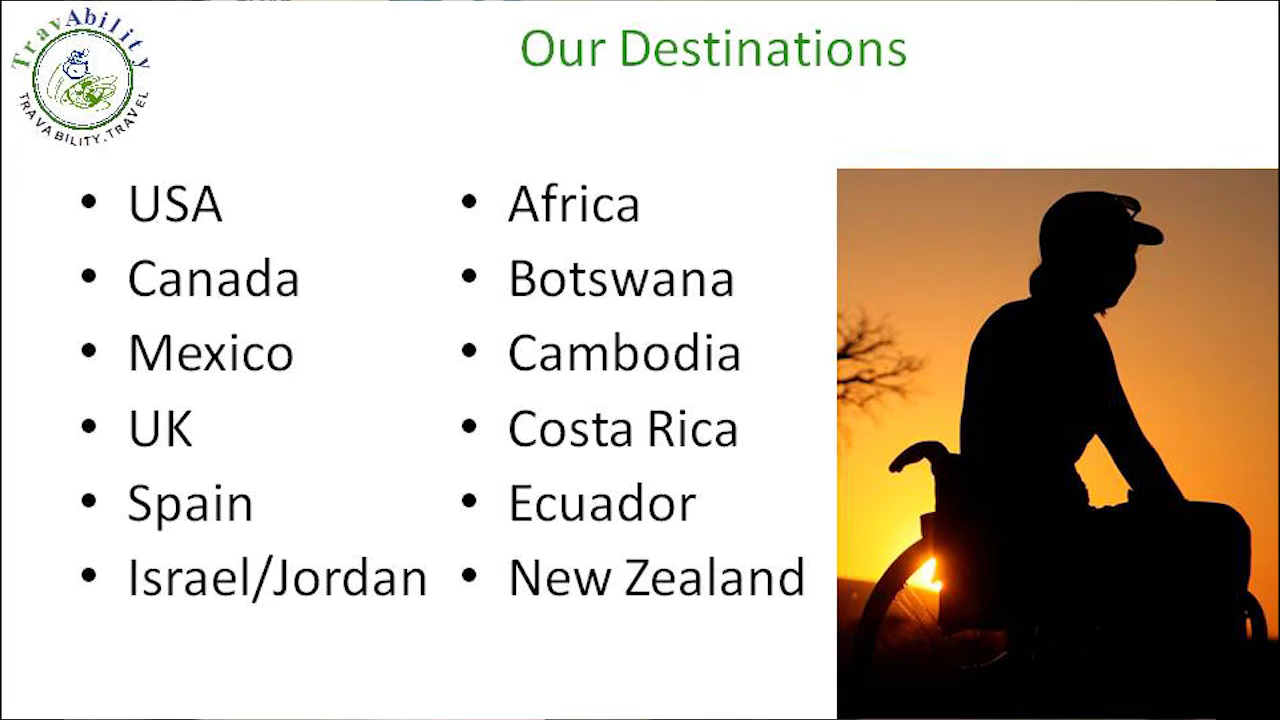 TravAbility
TRAVABILITY.TRAVEL
Our Destinations
• USA
• Canada
• Mexico
• UK
• Spain
• Israel/Jordan
• Africa
• Botswana
• Cambodia
• Costa Rica
• Ecuador
• New Zealand